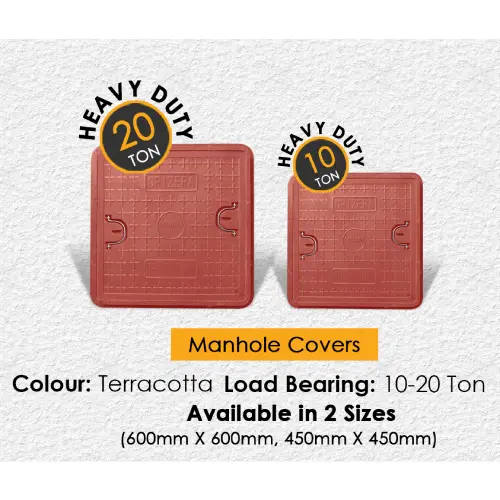 HEAVY DUTY
20
TON
HEAVY DUTY
10
TON
Manhole Covers
Colour: Terracotta Load Bearing: 10-20 Ton
Available in 2 Sizes
(600mm X 600mm, 450mm X 450mm)